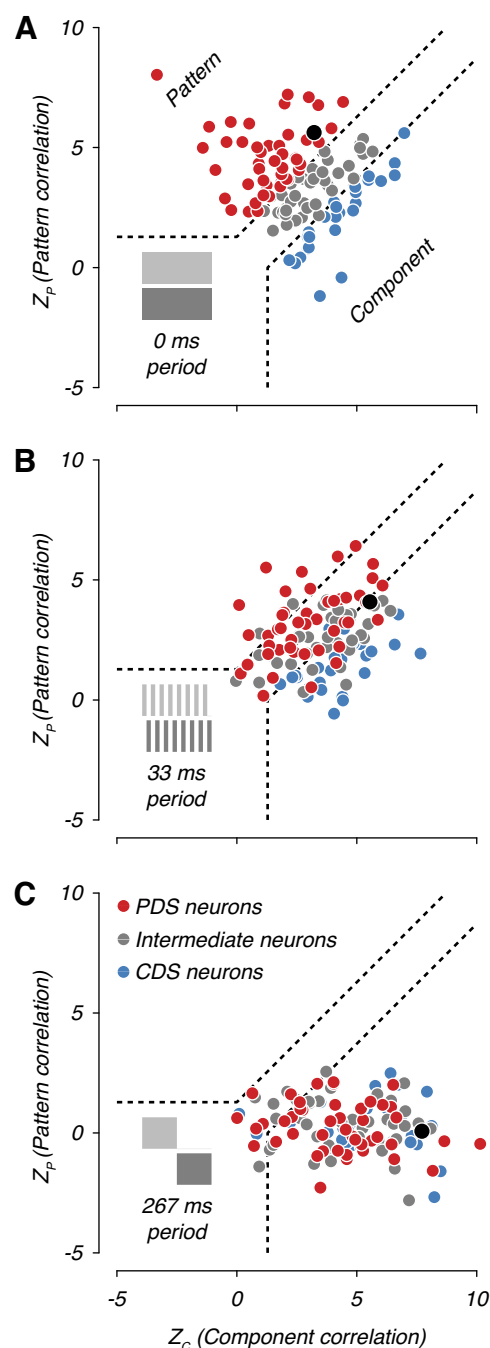 A
10
5
0
-5
Z_P (Pattern correlation)
Pattern
Component
0 ms
period
B
10
5
0
-5
Z_P (Pattern correlation)
33 ms
period
C
10
5
0
-5
Z_P (Pattern correlation)
PDS neurons
Intermediate neurons
CDS neurons
267 ms
period
-5 0 5 10
Z_C (Component correlation)